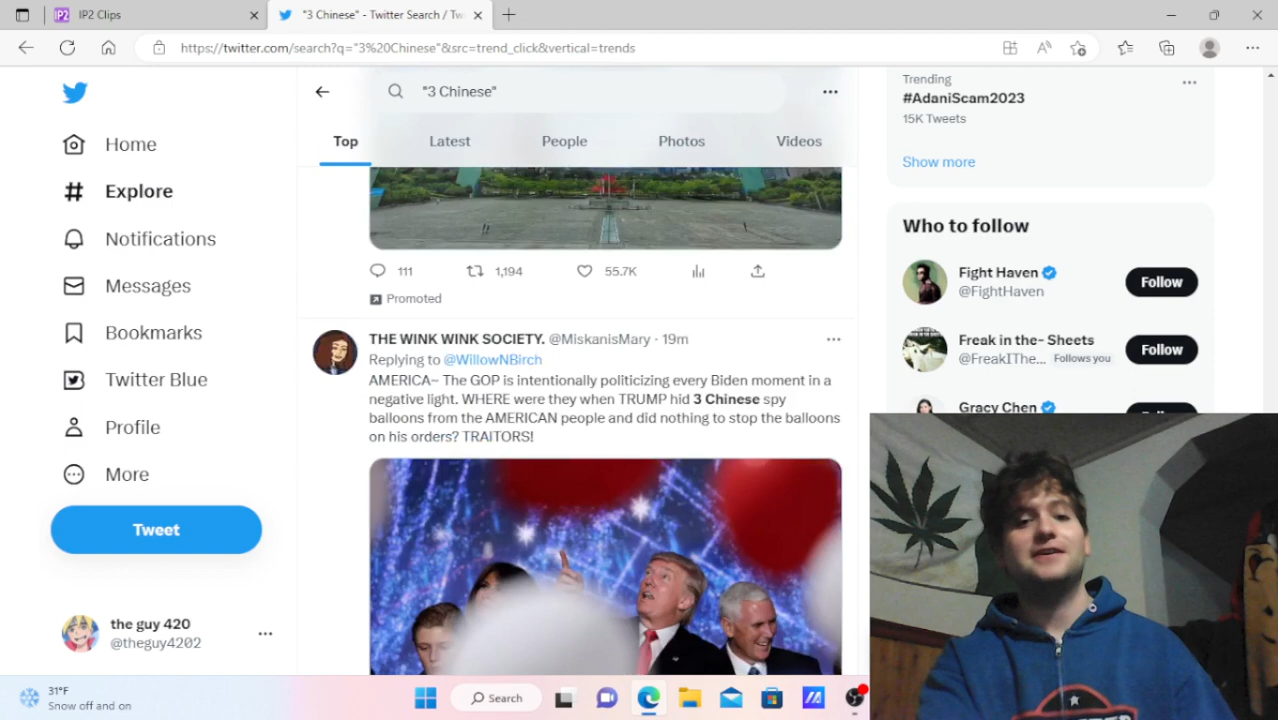 IP2 IP2 Clips
"3 Chinese" - Twitter Search / Tw
https://twitter.com/search?q="3%20Chinese"&src=trend_click&vertical=trends
"3 Chinese"
Top Latest People Photos Videos
Home
Explore
Notifications
Messages
Bookmarks
Twitter Blue
Profile
More
Tweet
the guy 420
@theguy4202
111 1,194 55.7K
Promoted
THE WINK WINK SOCIETY. @MiskanisMary · 19m
Replying to @WillowNBirch
AMERICA~ The GOP is intentionally politicizing every Biden moment in a
negative light. WHERE were they when TRUMP hid 3 Chinese spy
balloons from the AMERICAN people and did nothing to stop the balloons
on his orders? TRAITORS!
Trending
#AdaniScam2023
15K Tweets
Show more
Who to follow
Fight Haven
@FightHaven
Follow
Freak in the- Sheets
@FreakIThe... Follows you
Follow
Gracy Chen
31°F
Snow off and on
Search